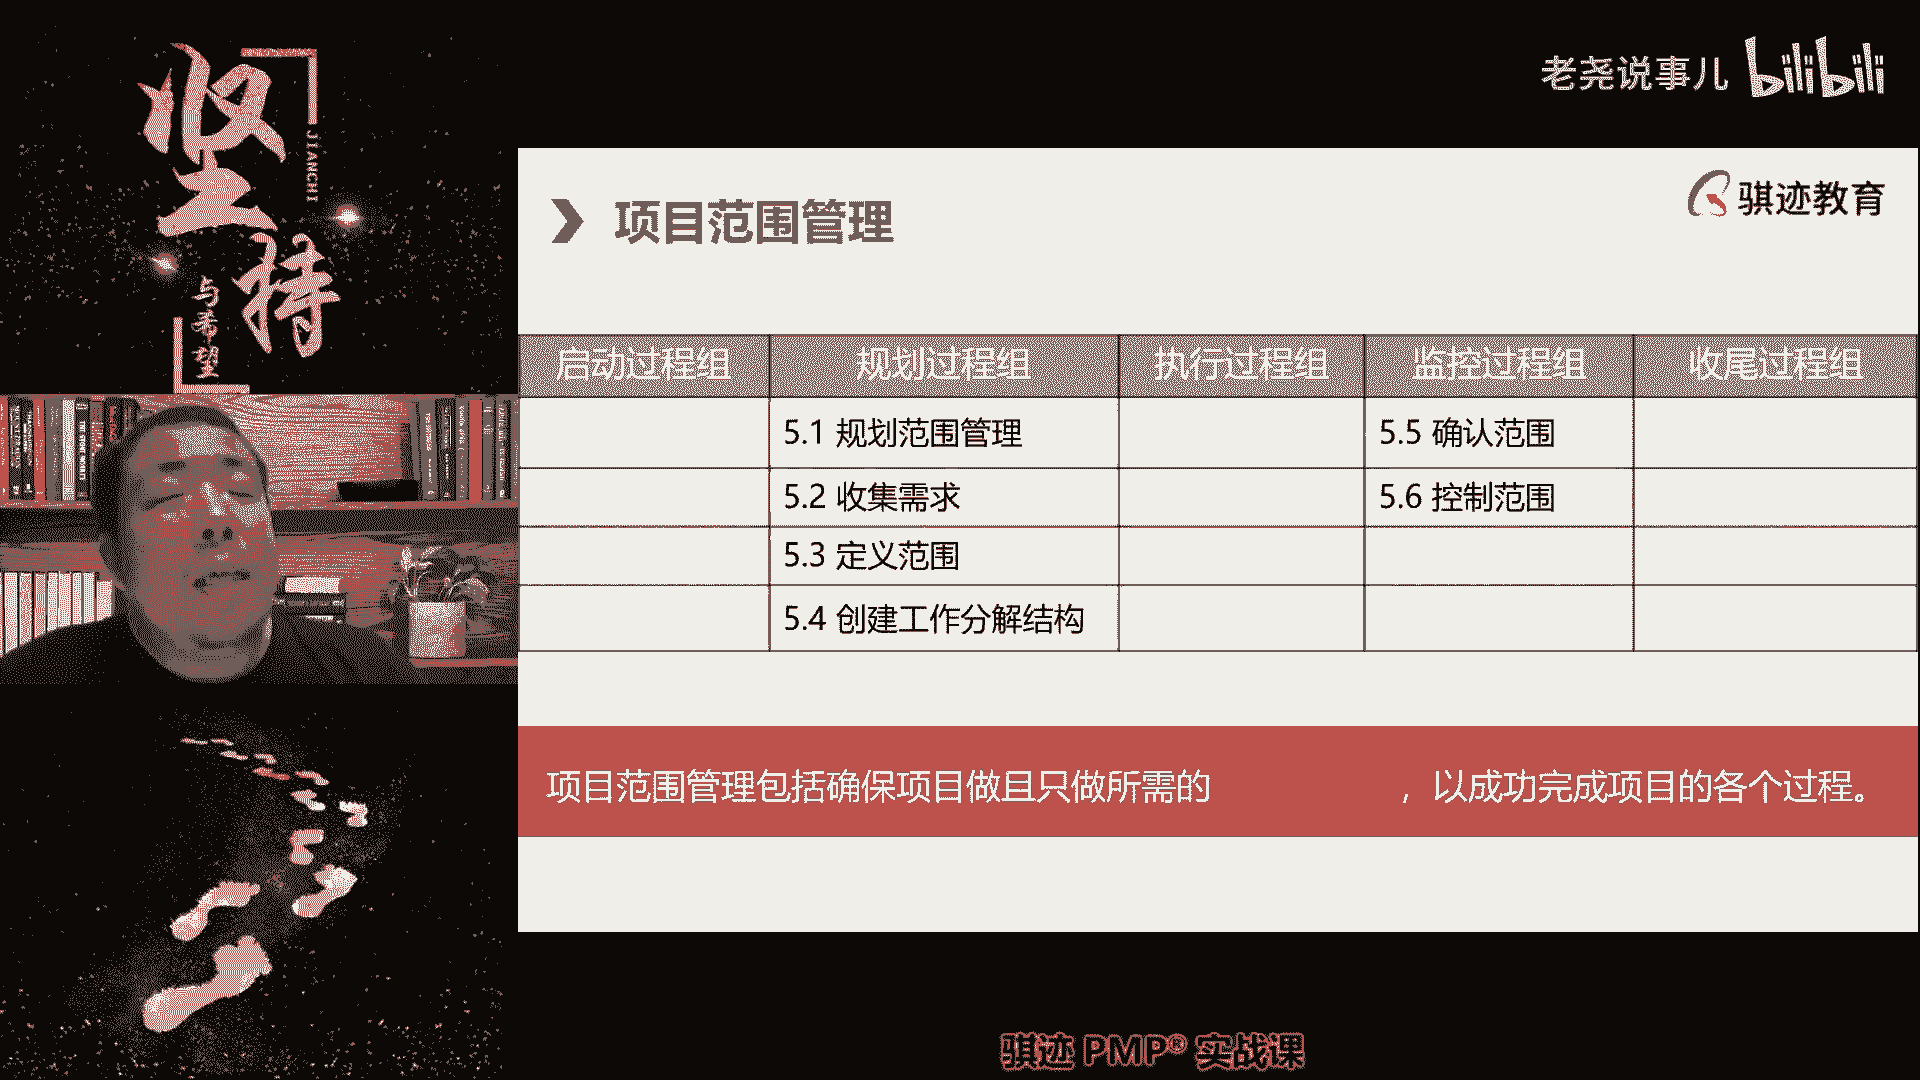 坚持
JIANCHI
与希望
老尧说事儿 bilibili
骐迹教育
项目范围管理
启动过程组 规划过程组 执行过程组 监控过程组 收尾过程组
5.1 规划范围管理 5.5 确认范围
5.2 收集需求 5.6 控制范围
5.3 定义范围
5.4 创建工作分解结构
项目范围管理包括确保项目做且只做所需的 ，以成功完成项目的各个过程。
骐迹 PMP® 实战课